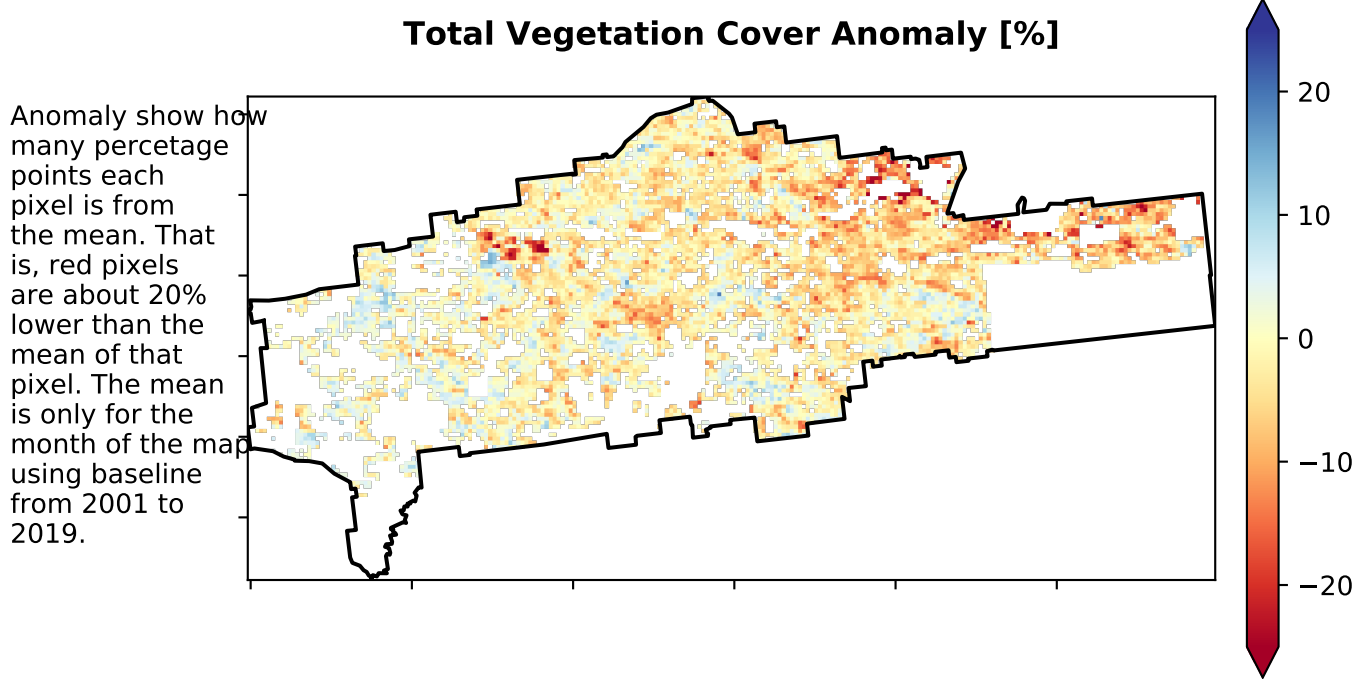 Total Vegetation Cover Anomaly [%]
Anomaly show how
many percetage
points each
pixel is from
the mean. That
is, red pixels
are about 20%
lower than the
mean of that
pixel. The mean
is only for the
month of the map
using baseline
from 2001 to
2019.
20
10
0
−10
−20